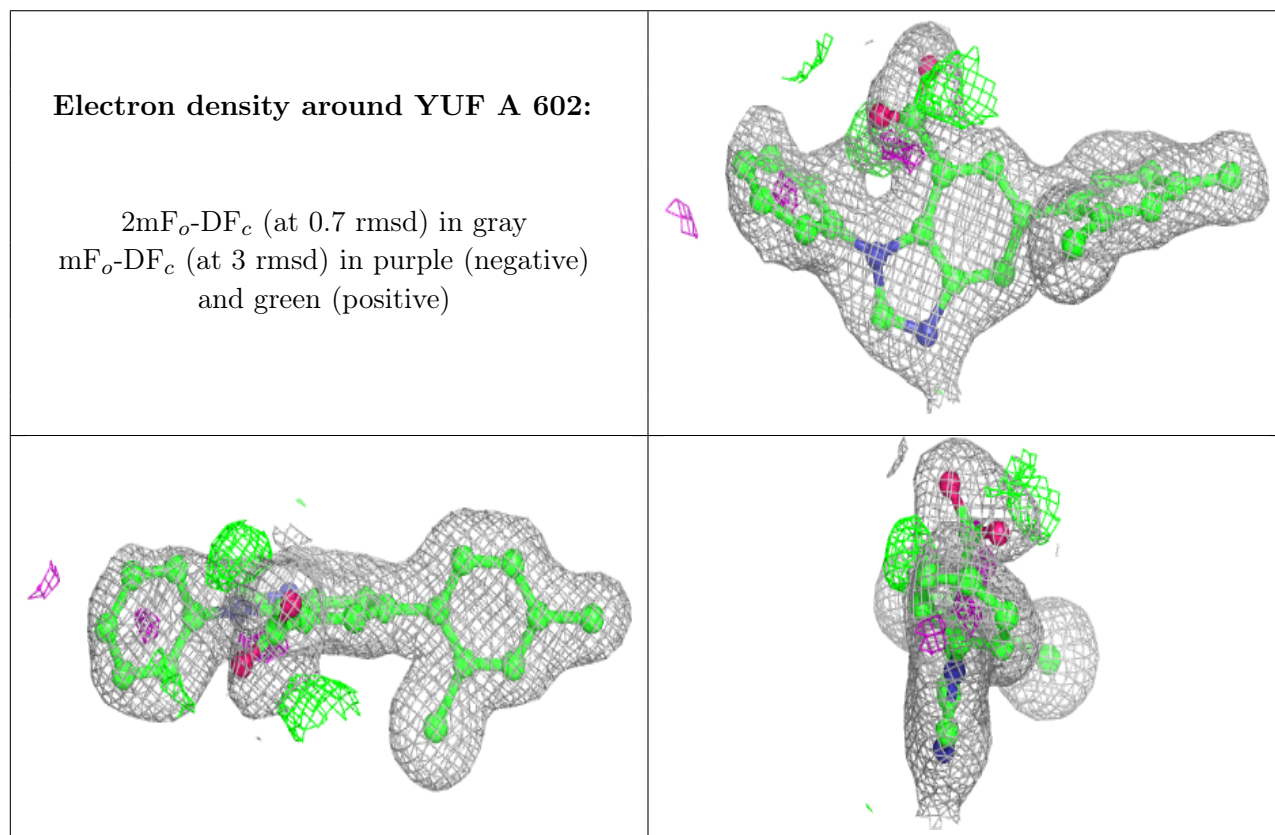 Electron density around YUF A 602:
2mFₒ-DF𝒸 (at 0.7 rmsd) in gray
mFₒ-DF𝒸 (at 3 rmsd) in purple (negative)
and green (positive)